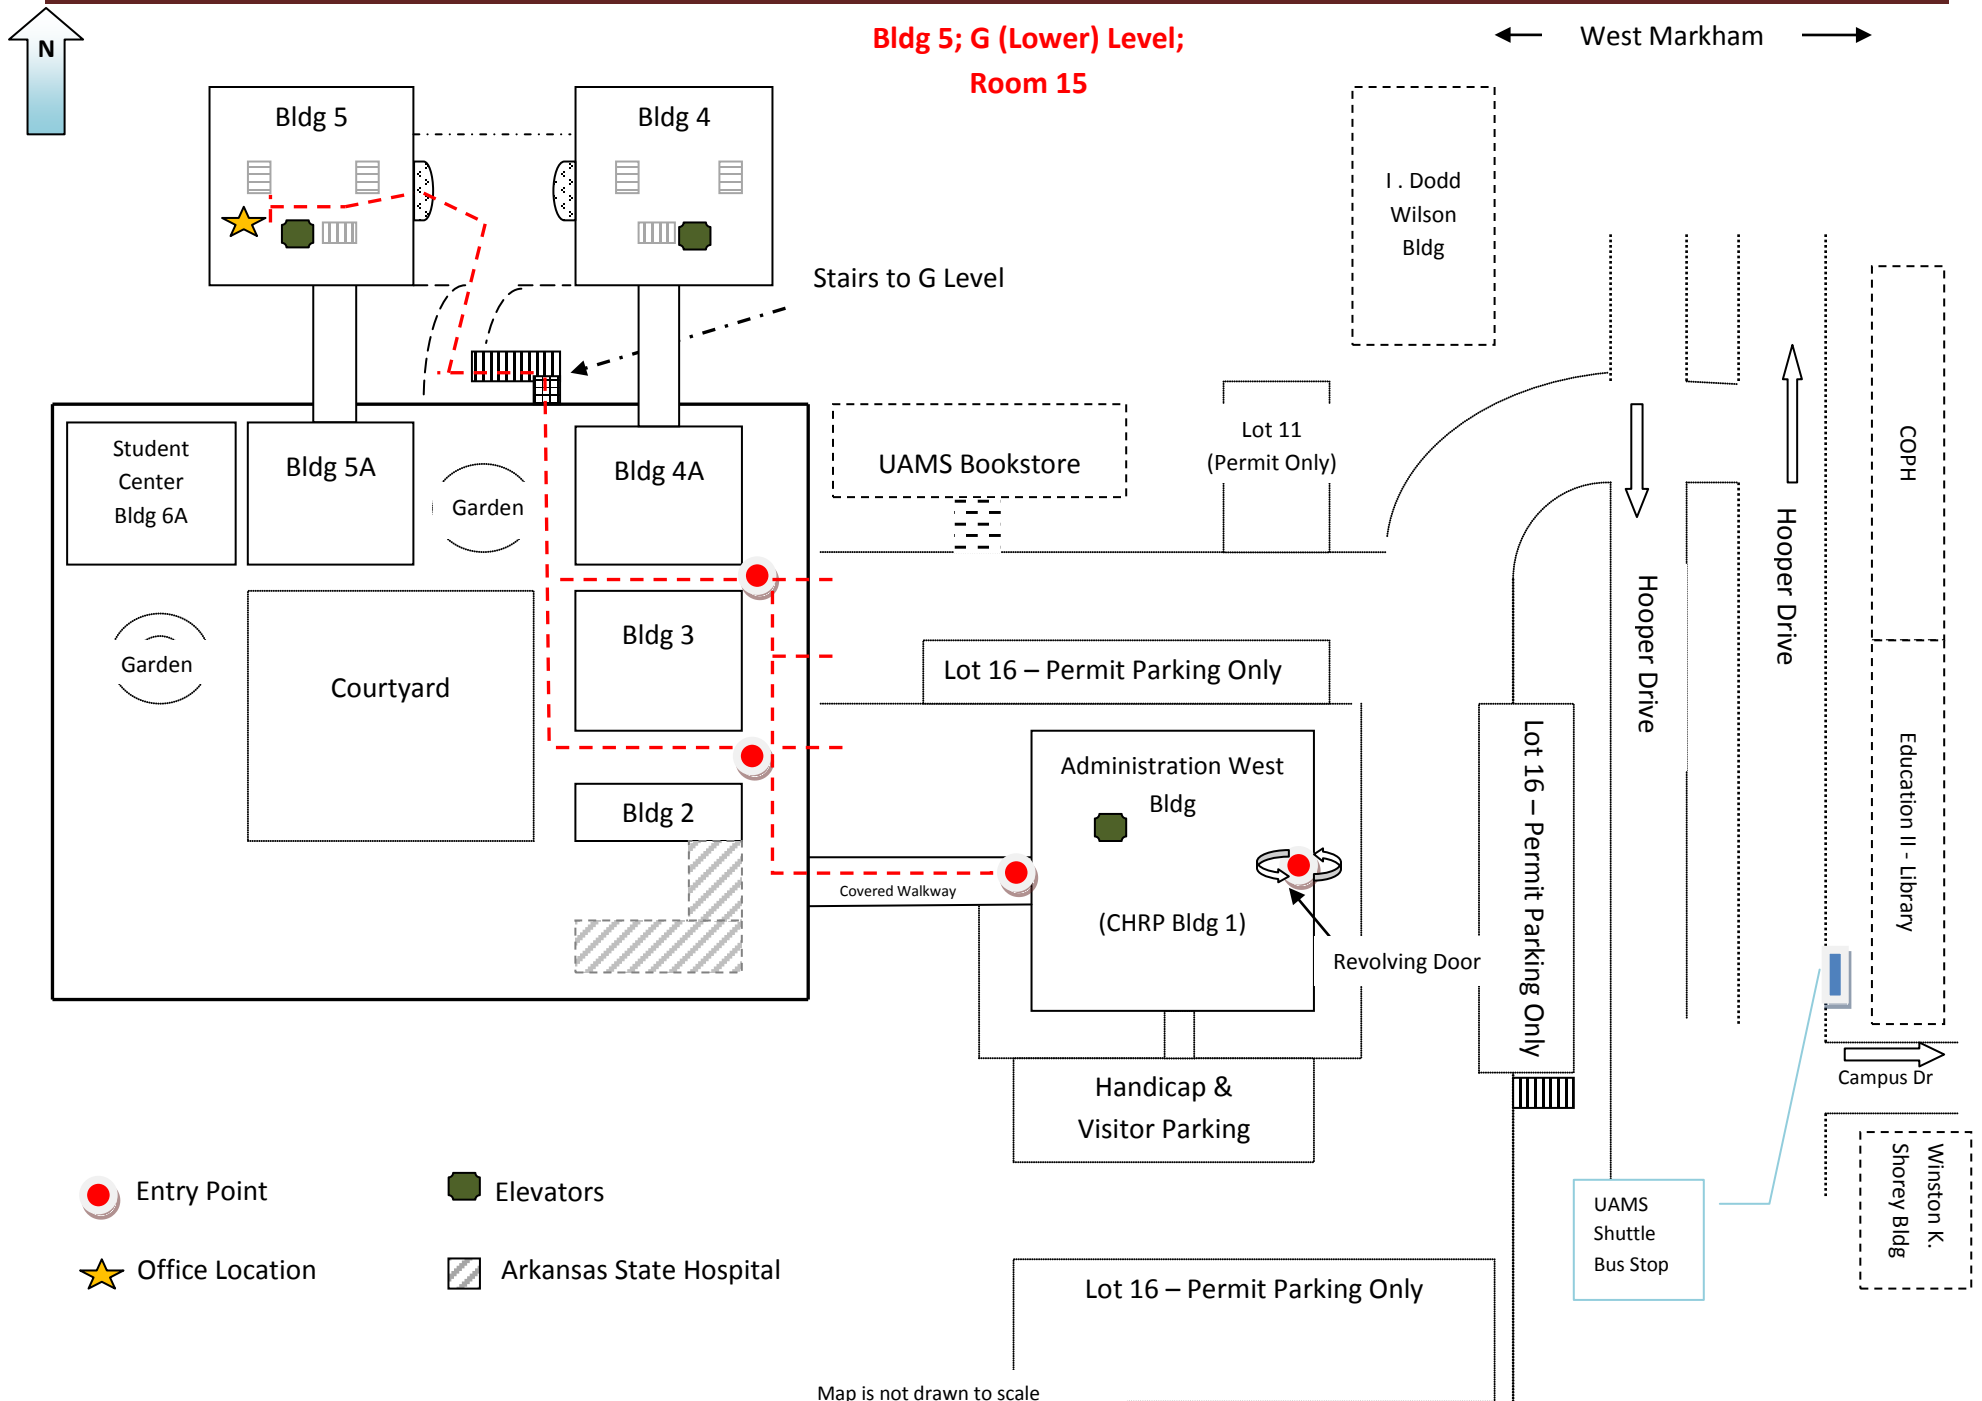 N
Bldg 5; G (Lower) Level;
Room 15
West Markham
Bldg 5
Bldg 4
I . Dodd
Wilson
Bldg
Stairs to G Level
Student
Center
Bldg 6A
Bldg 5A
Garden
Bldg 4A
UAMS Bookstore
Lot 11
(Permit Only)
COPH
Hooper Drive
Hooper Drive
Garden
Courtyard
Bldg 3
Lot 16 – Permit Parking Only
Lot 16 – Permit Parking Only
Education II - Library
Bldg 2
Administration West
Bldg
Covered Walkway
(CHRP Bldg 1)
Revolving Door
Campus Dr
Handicap &
Visitor Parking
Winston K.
Shorey Bldg
Entry Point
Elevators
UAMS
Shuttle
Bus Stop
Office Location
Arkansas State Hospital
Lot 16 – Permit Parking Only
Map is not drawn to scale